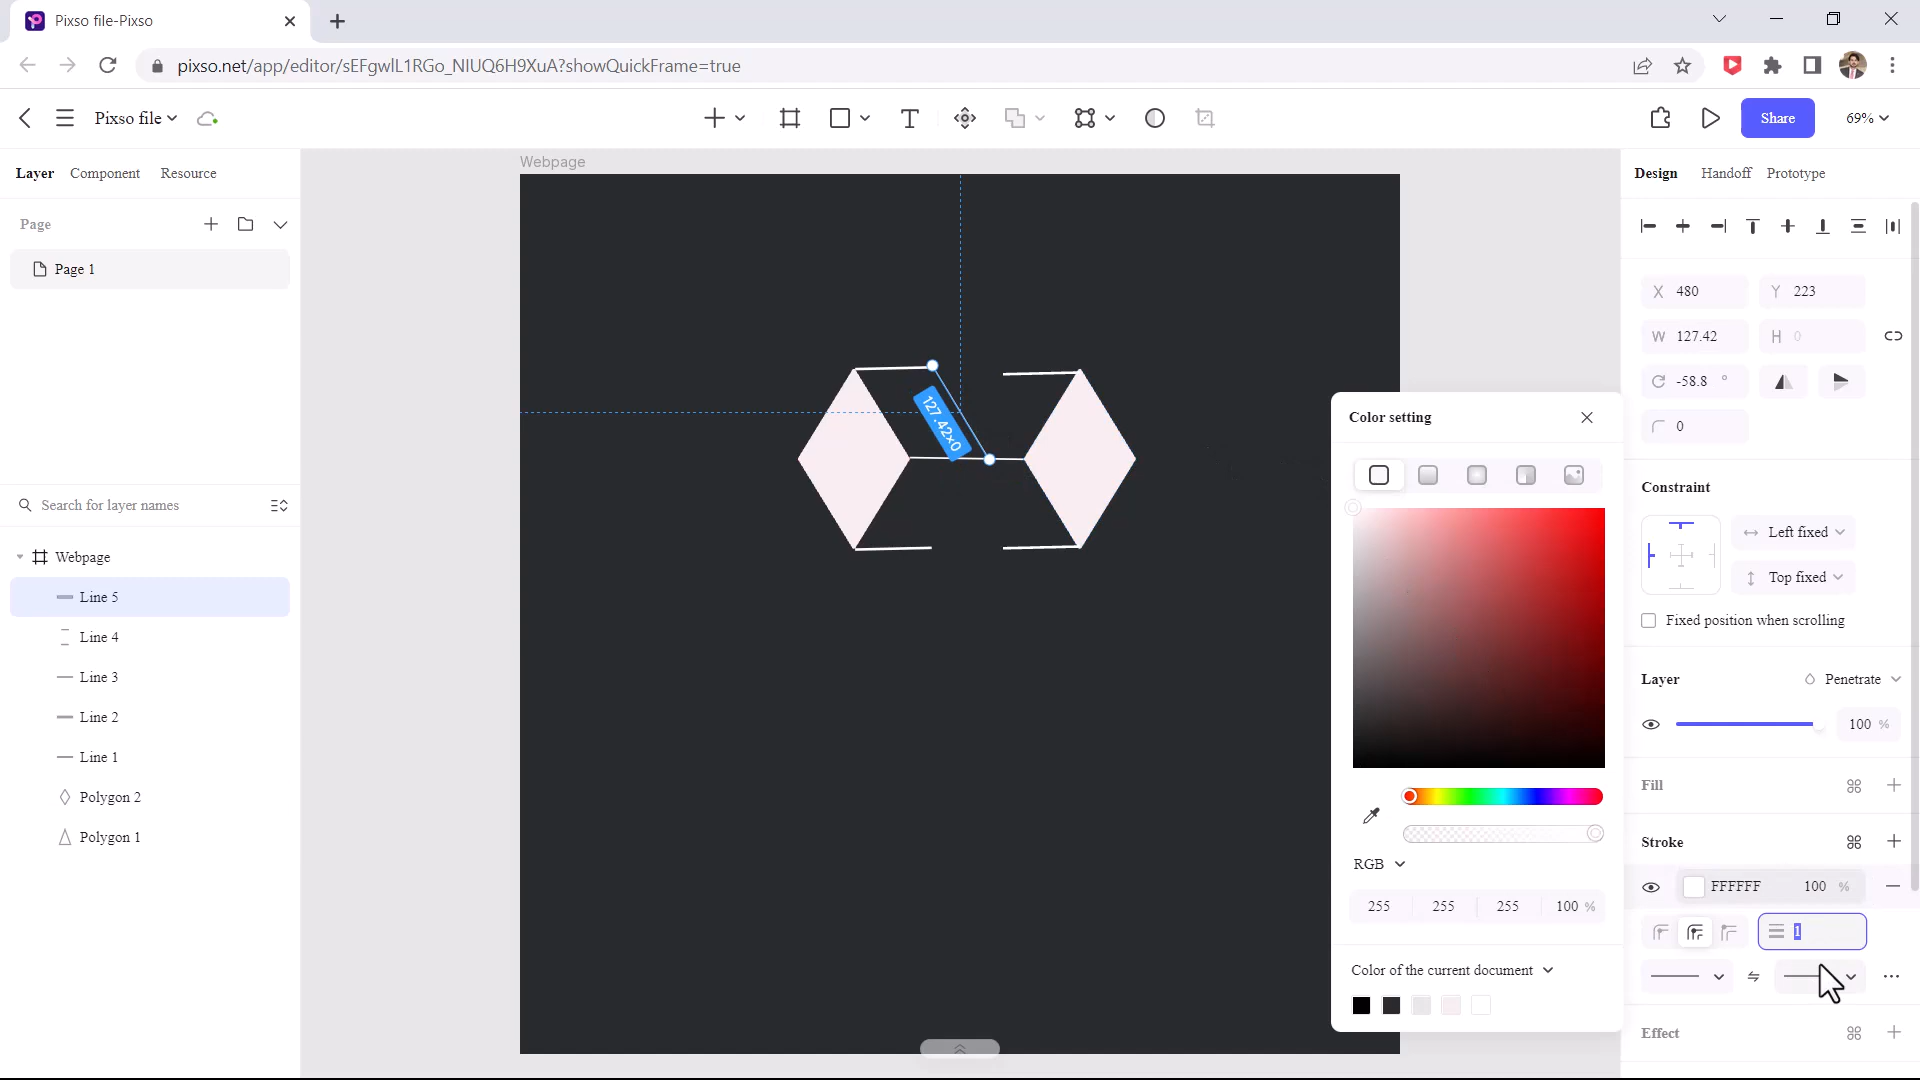 Pixso file-Pixso
pixso.net/app/editor/sEFgwlL1RGo_NIUQ6H9XuA?showQuickFrame=true
Pixso file
Share
69%
Layer Component Resource
Page
Page 1
Search for layer names
Webpage
Line 5
Line 4
Line 3
Line 2
Line 1
Polygon 2
Polygon 1
Webpage
127.42×0
Color setting
RGB
255 255 255 100 %
Color of the current document
Design Handoff Prototype
X 480 Y 223
W 127.42 H 0
-58.8 °
0
Constraint
Left fixed
Top fixed
Fixed position when scrolling
Layer Penetrate
100 %
Fill
Stroke
FFFFFF 100 %
1
Effect